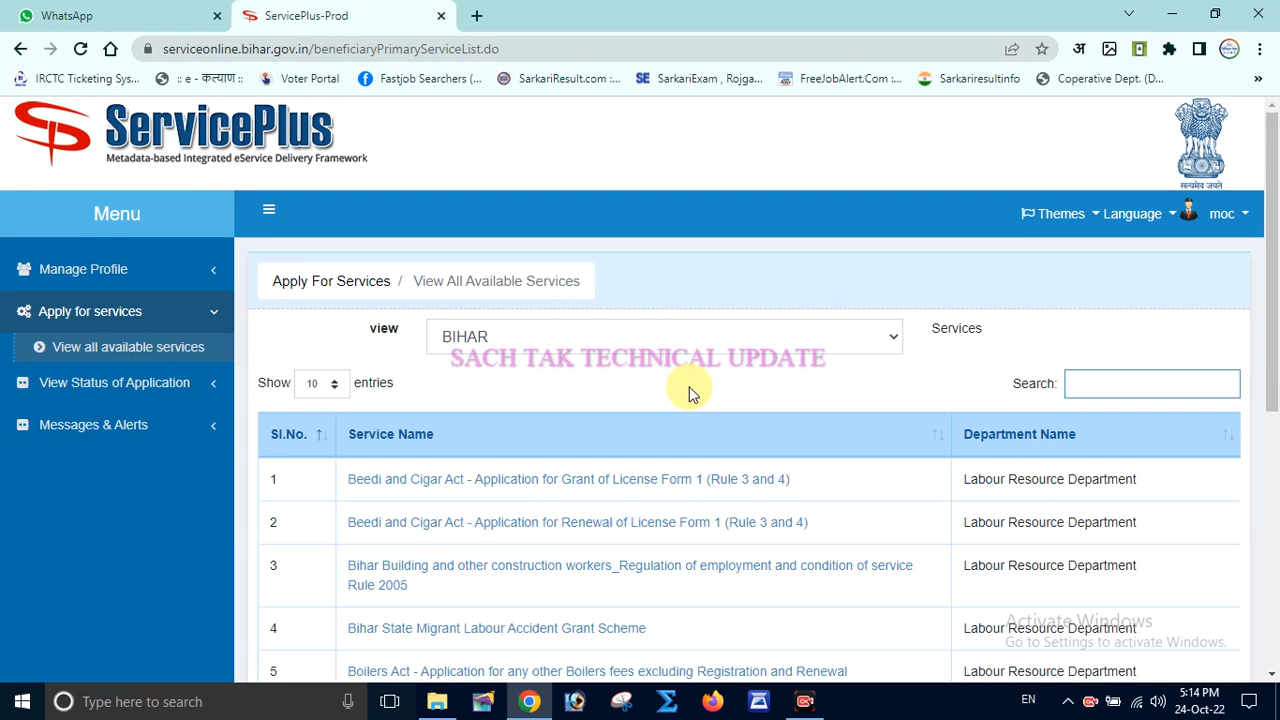 WhatsApp
ServicePlus-Prod
serviceonline.bihar.gov.in/beneficiaryPrimaryServiceList.do
अ
IRCTC Ticketing Sys...
:: e - कल्याण ::
Voter Portal
Fastjob Searchers (...
SarkariResult.com :...
SE SarkariExam , Rojga...
FreeJobAlert.Com :...
Sarkariresultinfo
Coperative Dept. (D...
»
ServicePlus
Metadata-based Integrated eService Delivery Framework
सत्यमेव जयते
Menu
Themes
Language
moc
Manage Profile
Apply for services
View all available services
View Status of Application
Messages & Alerts
Apply For Services / View All Available Services
view
BIHAR
Services
SACH TAK TECHNICAL UPDATE
Show 10 entries
Search:
Sl.No. Service Name Department Name
1 Beedi and Cigar Act - Application for Grant of License Form 1 (Rule 3 and 4) Labour Resource Department
2 Beedi and Cigar Act - Application for Renewal of License Form 1 (Rule 3 and 4) Labour Resource Department
3 Bihar Building and other construction workers_Regulation of employment and condition of service Labour Resource Department
Rule 2005
4 Bihar State Migrant Labour Accident Grant Scheme Labour Resource Department
5 Boilers Act - Application for any other Boilers fees excluding Registration and Renewal Labour Resource Department
Activate Windows
Go to Settings to activate Windows.
Type here to search
EN
5:14 PM
24-Oct-22